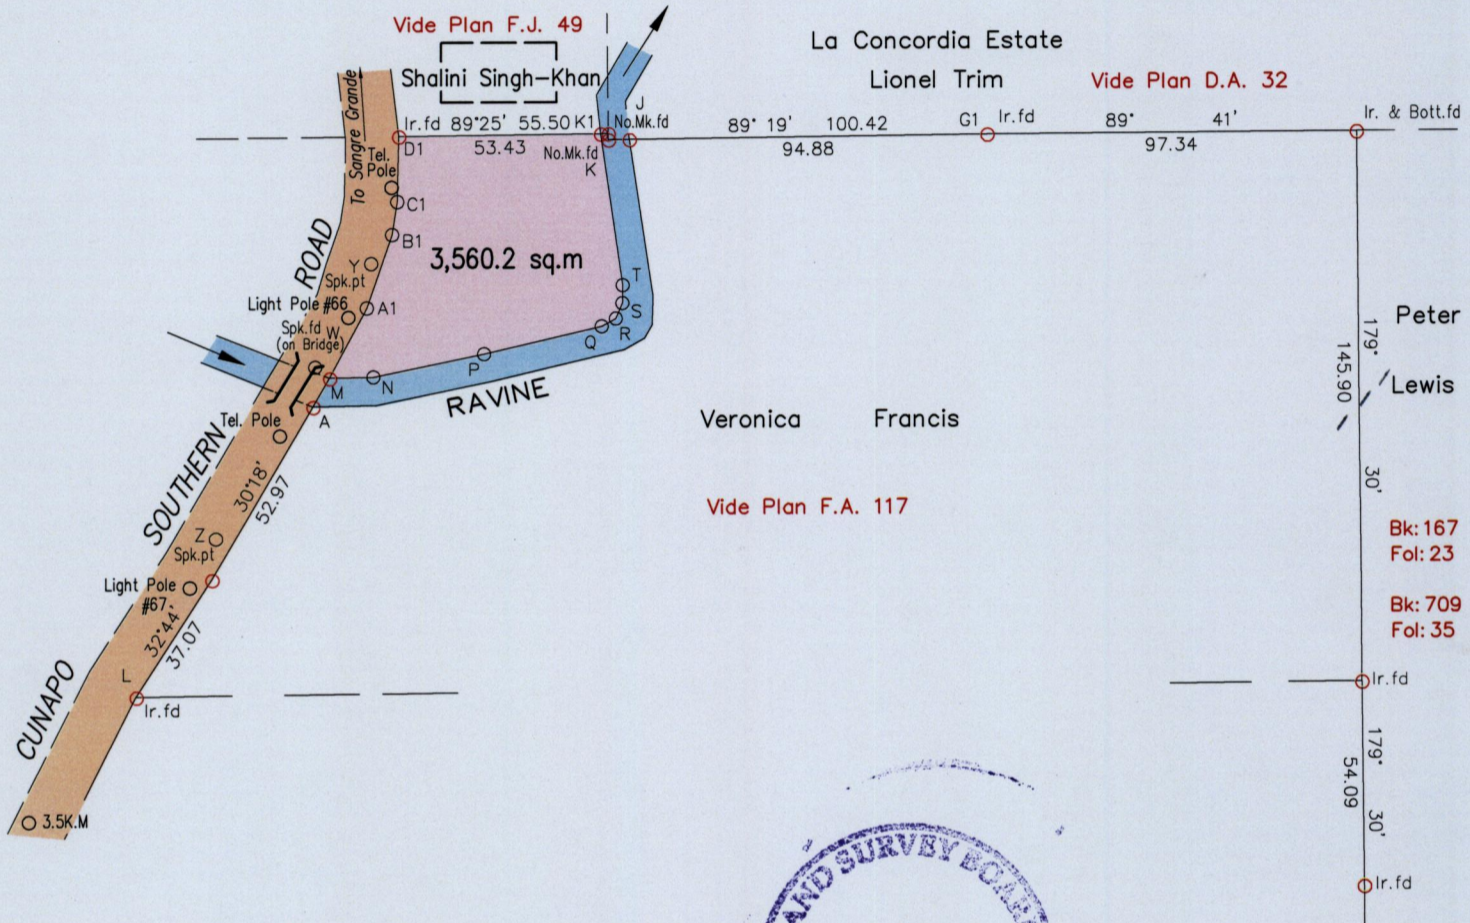 Vide Plan F.J. 49
La Concordia Estate
Shalini Singh-Khan
Lionel Trim
Vide Plan D.A. 32
To Sangre Grande
Ir.fd 89°25' 55.50 K1
No.Mk.fd
J
89° 19' 100.42
G1 Ir.fd
89° 41'
Ir. & Bott.fd
D1
53.43
No.Mk.fd
K
94.88
97.34
Tel.
Pole
C1
B1
3,560.2 sq.m
Y
Spk.pt
T
Light Pole #66
A1
S
Spk.fd
W
(on Bridge)
Q
R
P
M
N
A
RAVINE
Tel. Pole
CUNAPO SOUTHERN ROAD
30°18'
52.97
Z
Spk.pt
Light Pole
#67
32°44'
37.07
L
Ir.fd
3.5K.M
Veronica Francis
Vide Plan F.A. 117
179° 30'
145.90
Peter
Lewis
Bk: 167
Fol: 23
Bk: 709
Fol: 35
Ir.fd
179° 30'
54.09
Ir.fd
LAND SURVEY BOARD